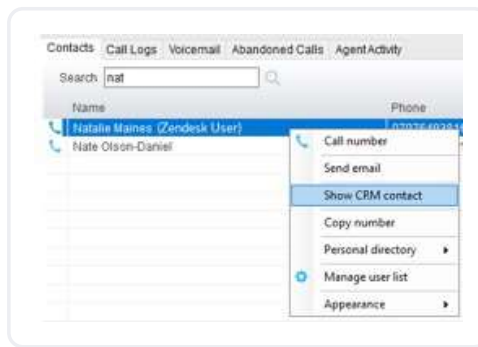 Contacts Call Logs Voicemail Abandoned Calls Agent Activity
Search nat
Name Phone
Natalie Maines (Zendesk User)
Nate Olson-Daniel
Call number
Send email
Show CRM contact
Copy number
Personal directory
Manage user list
Appearance